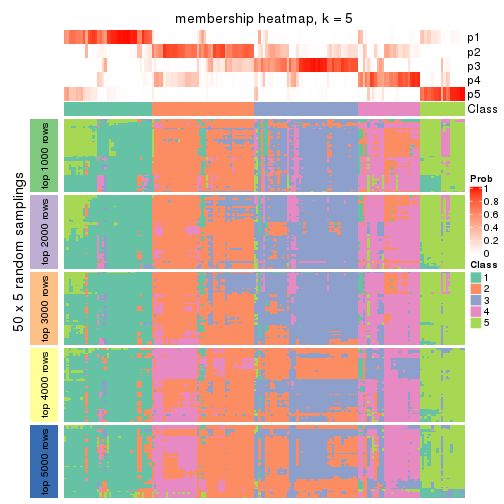 membership heatmap, k = 5
p1
p2
p3
p4
p5
Class
50 x 5 random samplings
top 1000 rows
top 2000 rows
top 3000 rows
top 4000 rows
top 5000 rows
Prob
1
0.8
0.6
0.4
0.2
0
Class
1
2
3
4
5